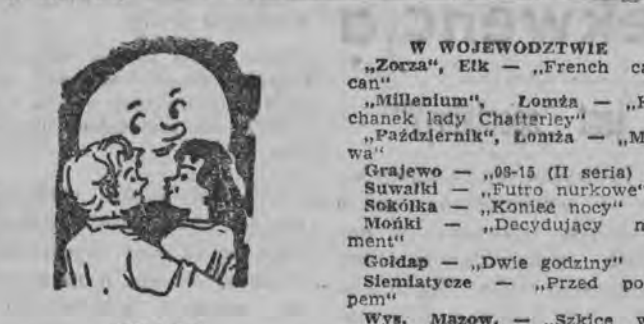 W WOJEWÓDZTWIE
„Zorza", Ełk — „French
can"
„Millenium", Łomża —
chanek lady Chatterley"
„Październik", Łomża —
wa"
Grajewo — „08-15 (II seria)
Suwałki — „Futro nurkowe"
Sokółka — „Koniec nocy"
Mońki — „Decydujący
ment"
Gołdap — „Dwie godziny"
Siemiatycze — „Przed
pem"
Wys. Mazow. — „Szkice